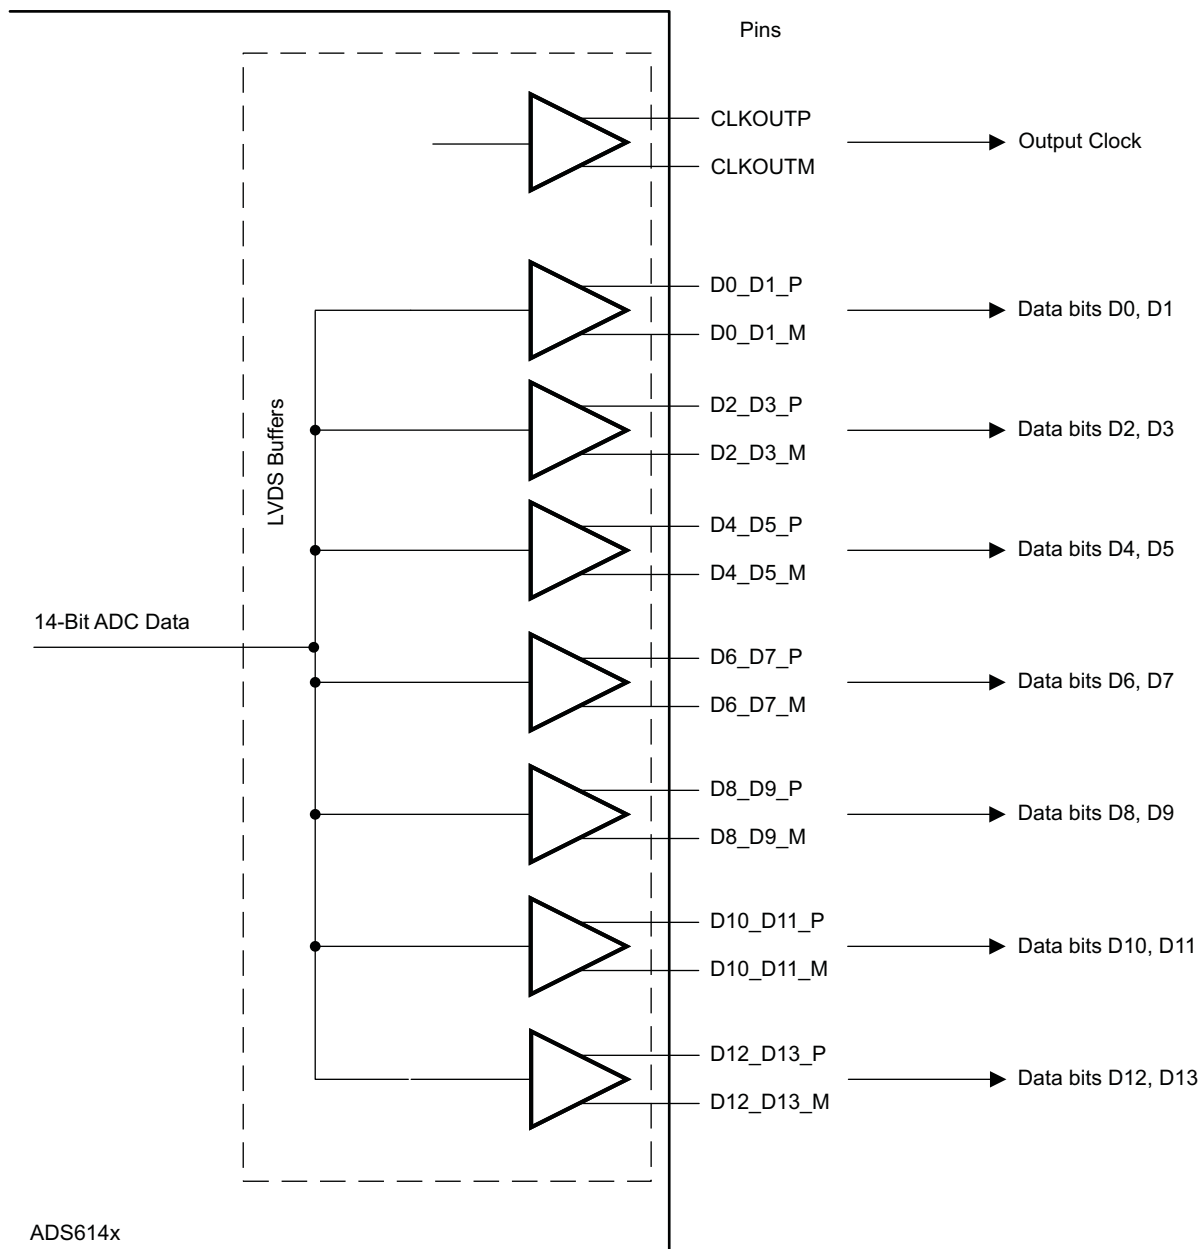 Pins
CLKOUTP
Output Clock
CLKOUTM
D0_D1_P
Data bits D0, D1
D0_D1_M
D2_D3_P
Data bits D2, D3
D2_D3_M
LVDS Buffers
D4_D5_P
Data bits D4, D5
D4_D5_M
14-Bit ADC Data
D6_D7_P
Data bits D6, D7
D6_D7_M
D8_D9_P
Data bits D8, D9
D8_D9_M
D10_D11_P
Data bits D10, D11
D10_D11_M
D12_D13_P
Data bits D12, D13
D12_D13_M
ADS614x